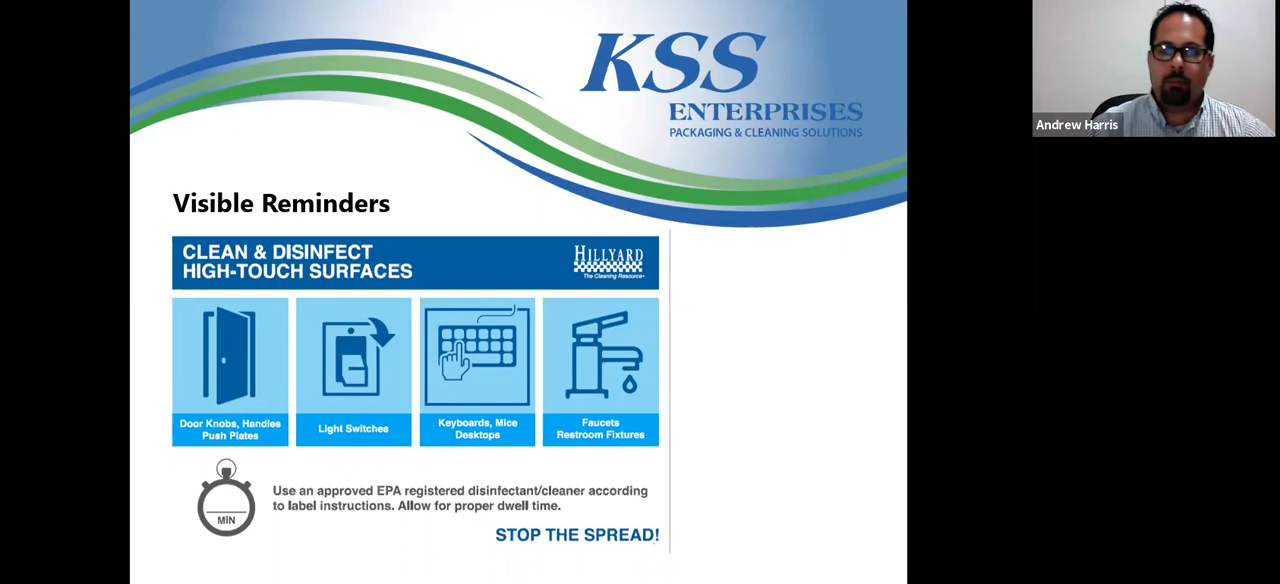 KSS
ENTERPRISES
PACKAGING & CLEANING SOLUTIONS
Andrew Harris
Visible Reminders
CLEAN & DISINFECT
HIGH-TOUCH SURFACES
HILLYARD
The Cleaning Resource
Door Knobs, Handles
Push Plates
Light Switches
Keyboards, Mice
Desktops
Faucets
Restroom Fixtures
MIN
Use an approved EPA registered disinfectant/cleaner according
to label instructions. Allow for proper dwell time.
STOP THE SPREAD!